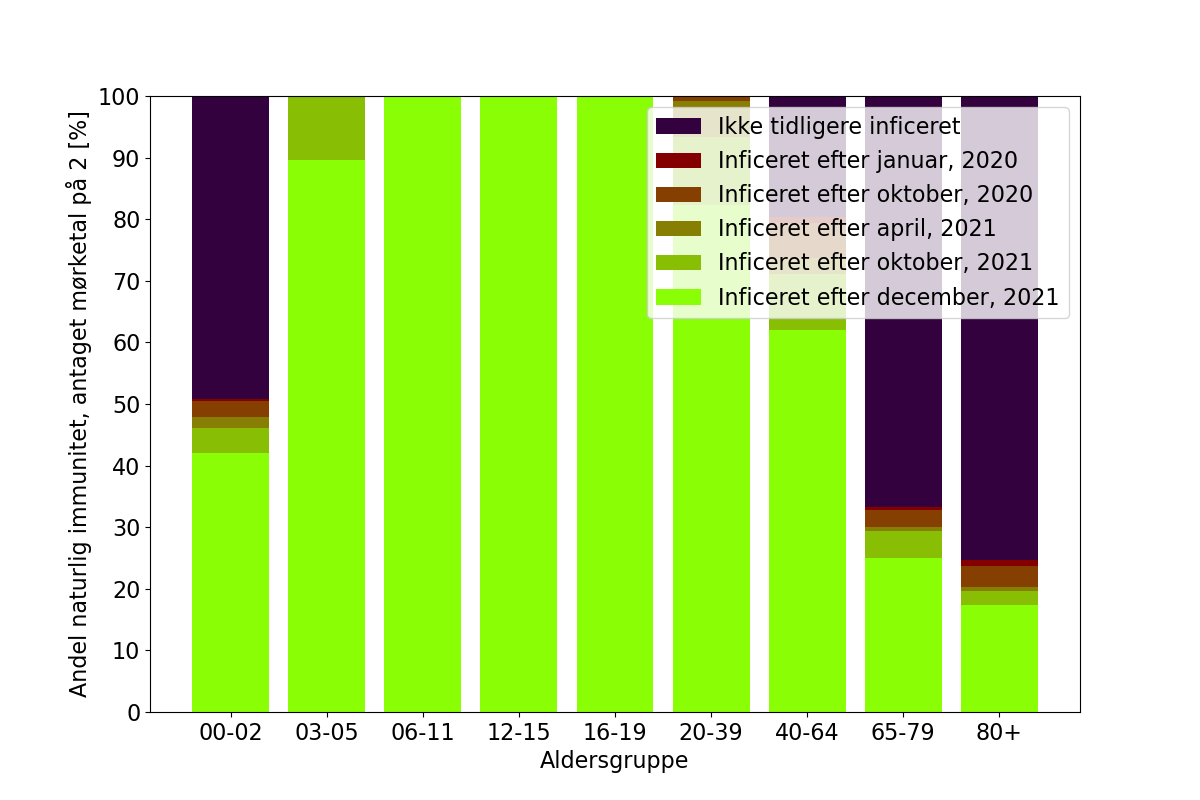 Andel naturlig immunitet, antaget mørketal på 2 [%]
100
90
80
70
60
50
40
30
20
10
0
Ikke tidligere inficeret
Inficeret efter januar, 2020
Inficeret efter oktober, 2020
Inficeret efter april, 2021
Inficeret efter oktober, 2021
Inficeret efter december, 2021
00-02 03-05 06-11 12-15 16-19 20-39 40-64 65-79 80+
Aldersgruppe